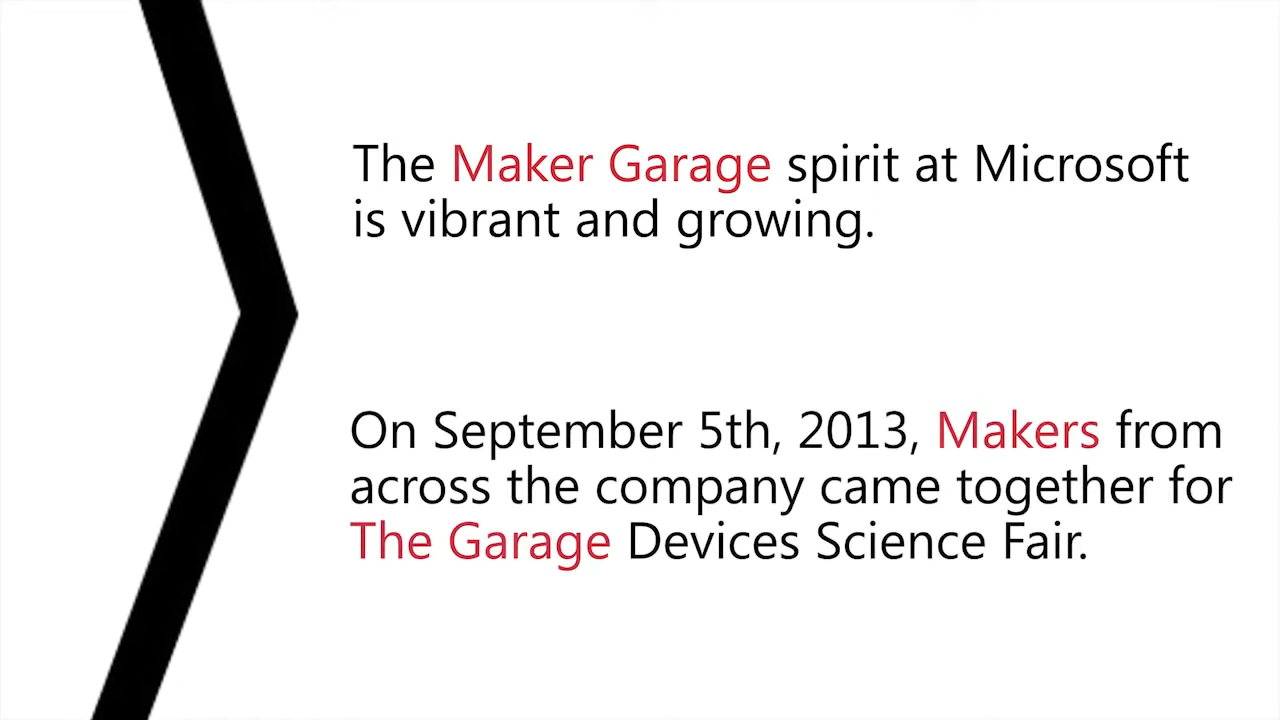 The Maker Garage spirit at Microsoft
is vibrant and growing.
On September 5th, 2013, Makers from
across the company came together for
The Garage Devices Science Fair.